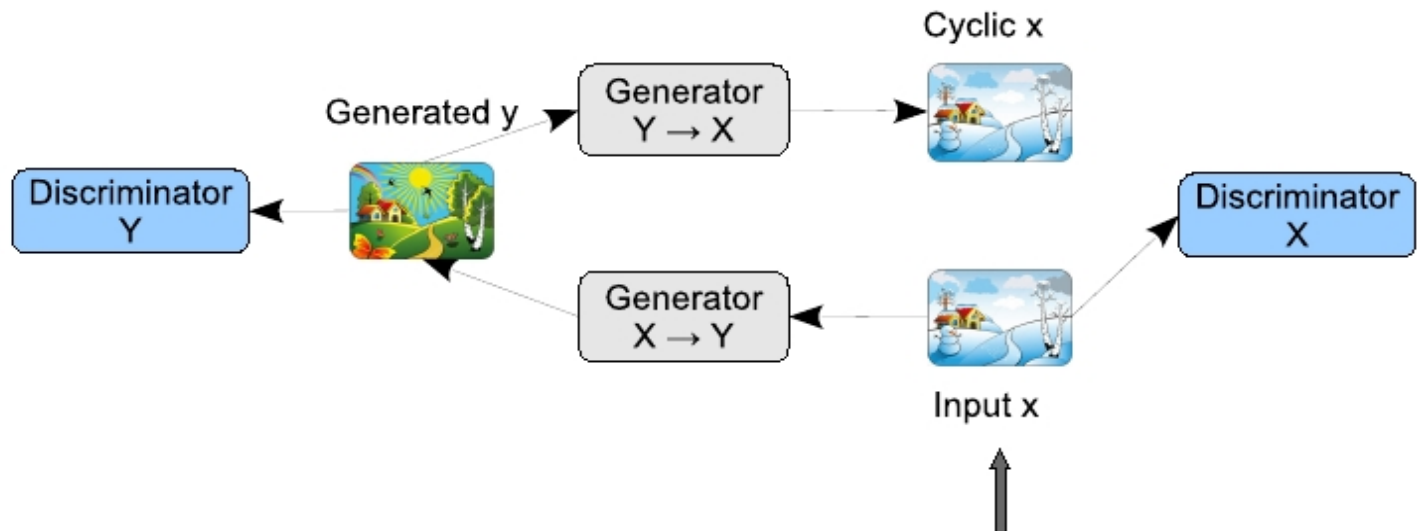 Cyclic x
Generator
Y → X
Generated y
Discriminator
Y
Discriminator
X
Generator
X → Y
Input x